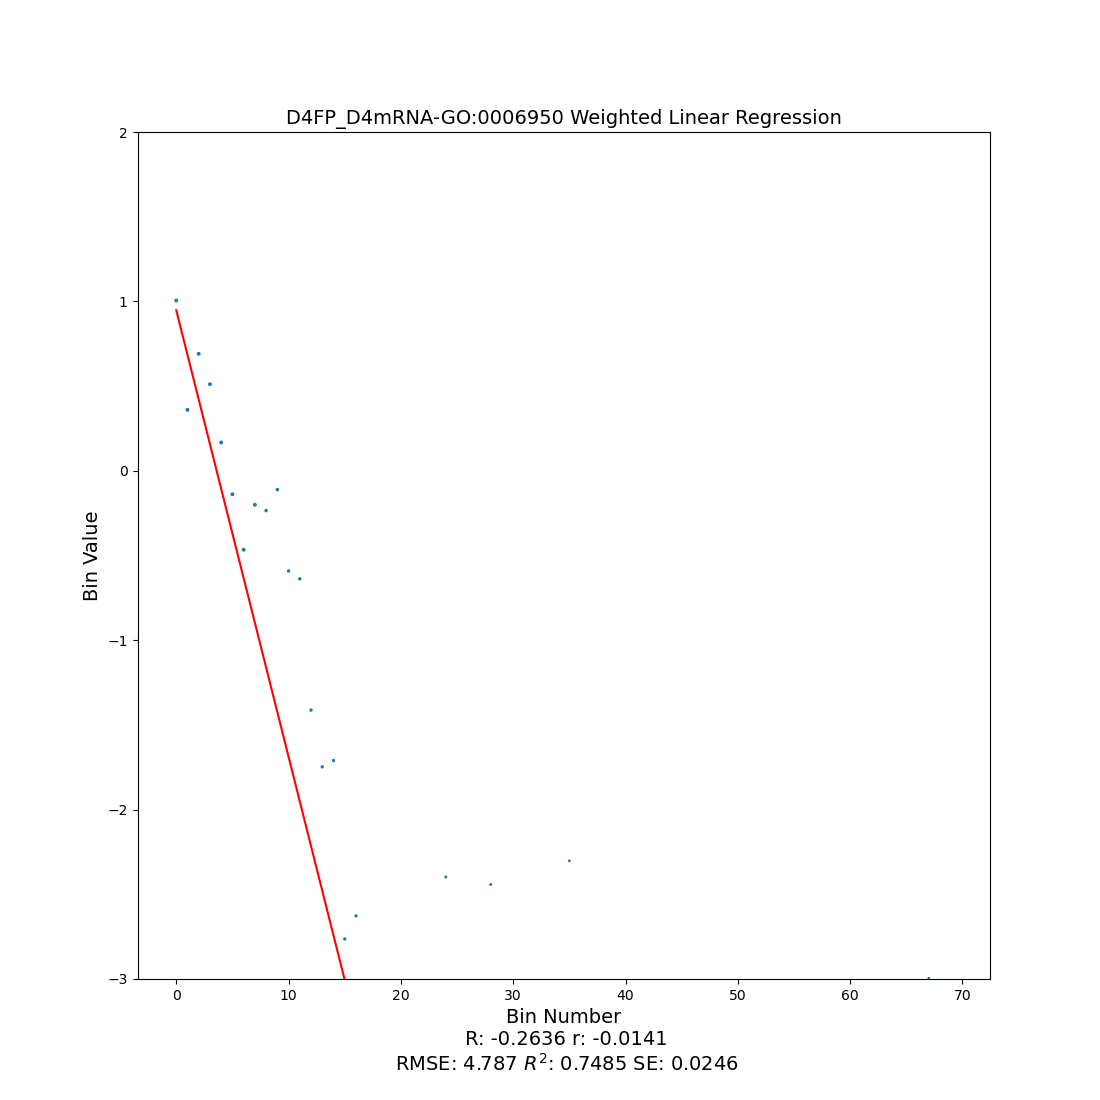 D4FP_D4mRNA-GO:0006950 Weighted Linear Regression
2
1
0
−1
−2
−3
Bin Value
0 10 20 30 40 50 60 70
Bin Number
R: -0.2636 r: -0.0141
RMSE: 4.787 R²: 0.7485 SE: 0.0246